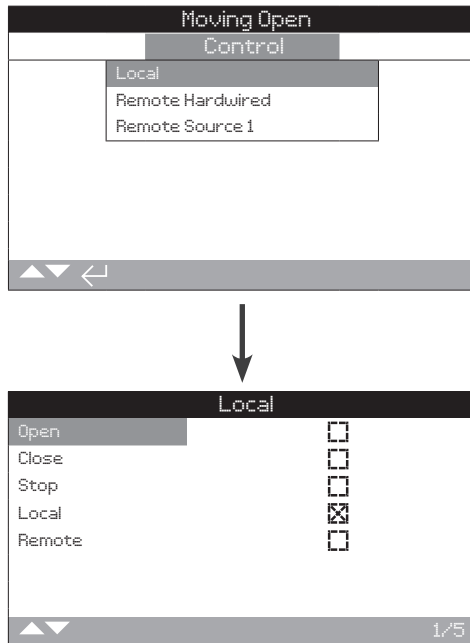 Moving Open
Control
Local
Remote Hardwired
Remote Source 1
Local
Open
Close
Stop
Local
Remote
1/5